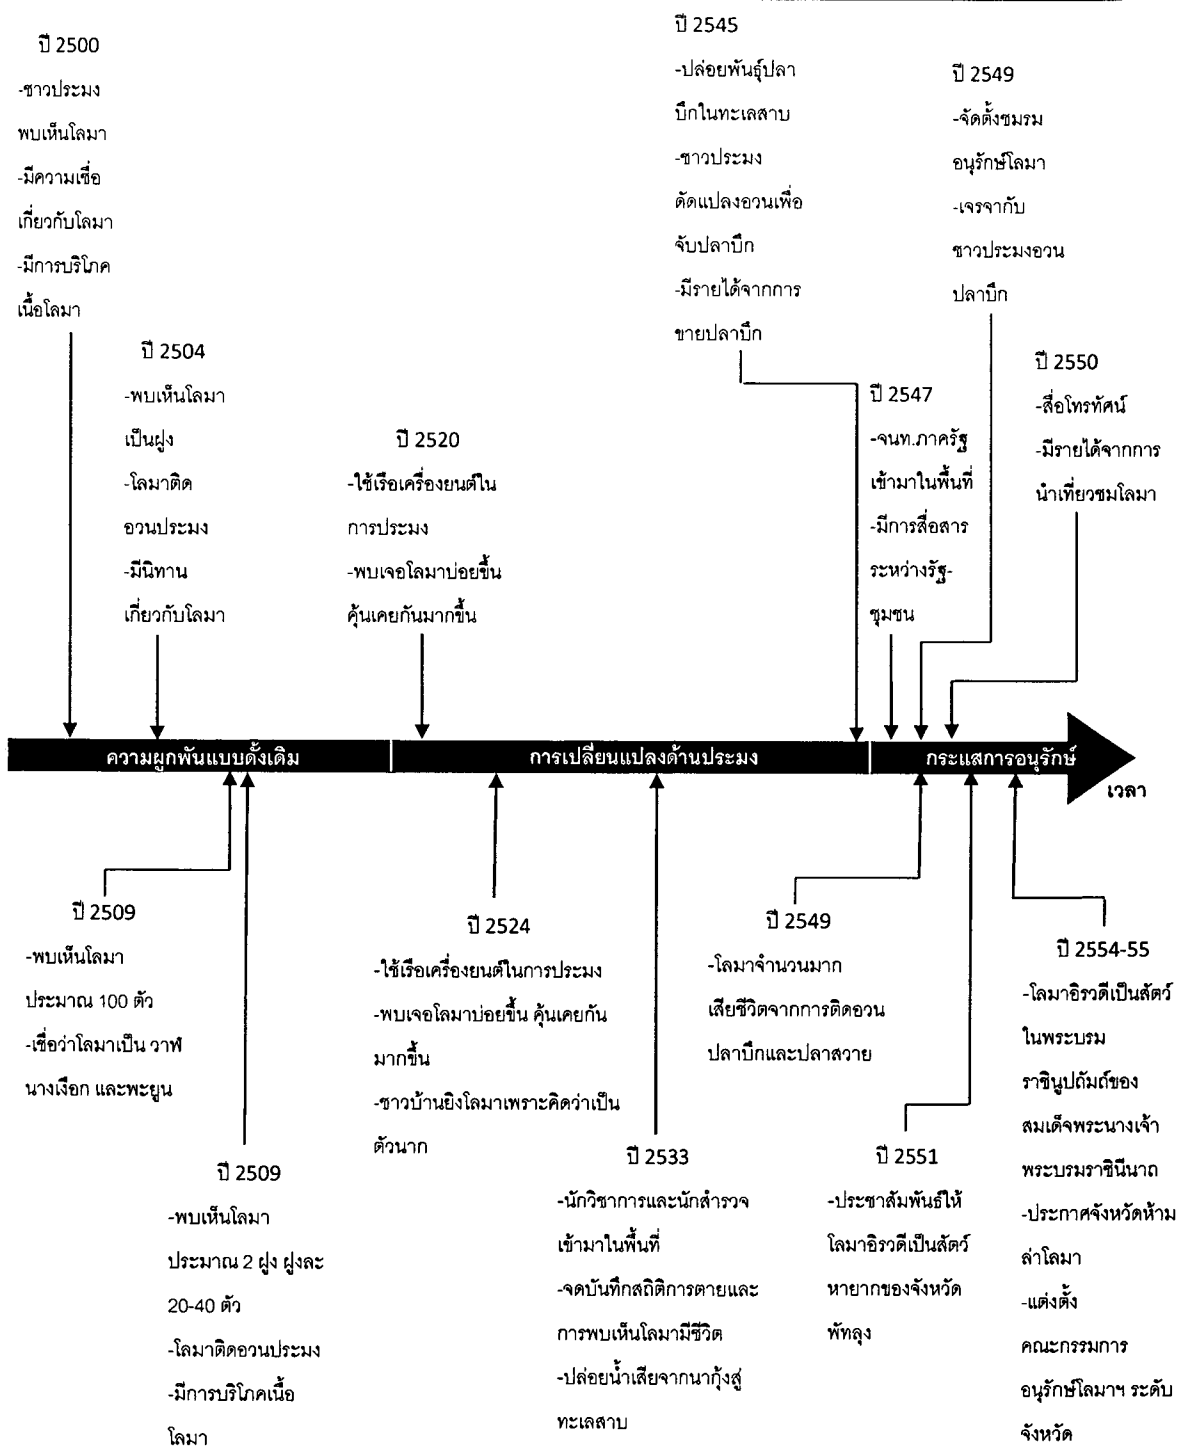 ปี 2500
-ชาวประมง
พบเห็นโลมา
-มีความเชื่อ
เกี่ยวกับโลมา
-มีการบริโภค
เนื้อโลมา
ปี 2504
-พบเห็นโลมา
เป็นฝูง
-โลมาติด
อวนประมง
-มีนิทาน
เกี่ยวกับโลมา
ปี 2520
-ใช้เรือเครื่องยนต์ใน
การประมง
-พบเจอโลมาบ่อยขึ้น
คุ้นเคยกันมากขึ้น
ปี 2545
-ปล่อยพันธุ์ปลา
บึกในทะเลสาบ
-ชาวประมง
ดัดแปลงอวนเพื่อ
จับปลาบึก
-มีรายได้จากการ
ขายปลาบึก
ปี 2547
-จนท.ภาครัฐ
เข้ามาในพื้นที่
-มีการสื่อสาร
ระหว่างรัฐ-
ชุมชน
ปี 2549
-จัดตั้งชมรม
อนุรักษ์โลมา
-เจรจากับ
ชาวประมงอวน
ปลาบึก
ปี 2550
-สื่อโทรทัศน์
-มีรายได้จากการ
นำเที่ยวชมโลมา
ความผูกพันแบบดั้งเดิม
การเปลี่ยนแปลงด้านประมง
กระแสการอนุรักษ์
เวลา
ปี 2509
-พบเห็นโลมา
ประมาณ 100 ตัว
-เชื่อว่าโลมาเป็น วาฬ
นางเงือก และพะยูน
ปี 2509
-พบเห็นโลมา
ประมาณ 2 ฝูง ฝูงละ
20-40 ตัว
-โลมาติดอวนประมง
-มีการบริโภคเนื้อ
โลมา
ปี 2524
-ใช้เรือเครื่องยนต์ในการประมง
-พบเจอโลมาบ่อยขึ้น คุ้นเคยกัน
มากขึ้น
-ชาวบ้านยิงโลมาเพราะคิดว่าเป็น
ตัวนาก
ปี 2533
-นักวิชาการและนักสำรวจ
เข้ามาในพื้นที่
-จดบันทึกสถิติการตายและ
การพบเห็นโลมามีชีวิต
-ปล่อยน้ำเสียจากนากุ้งสู่
ทะเลสาบ
ปี 2549
-โลมาจำนวนมาก
เสียชีวิตจากการติดอวน
ปลาบึกและปลาสวาย
ปี 2551
-ประชาสัมพันธ์ให้
โลมาอิรวดีเป็นสัตว์
หายากของจังหวัด
พัทลุง
ปี 2554-55
-โลมาอิรวดีเป็นสัตว์
ในพระบรม
ราชินูปถัมภ์ของ
สมเด็จพระนางเจ้า
พระบรมราชินีนาถ
-ประกาศจังหวัดห้าม
ล่าโลมา
-แต่งตั้ง
คณะกรรมการ
อนุรักษ์โลมาฯ ระดับ
จังหวัด